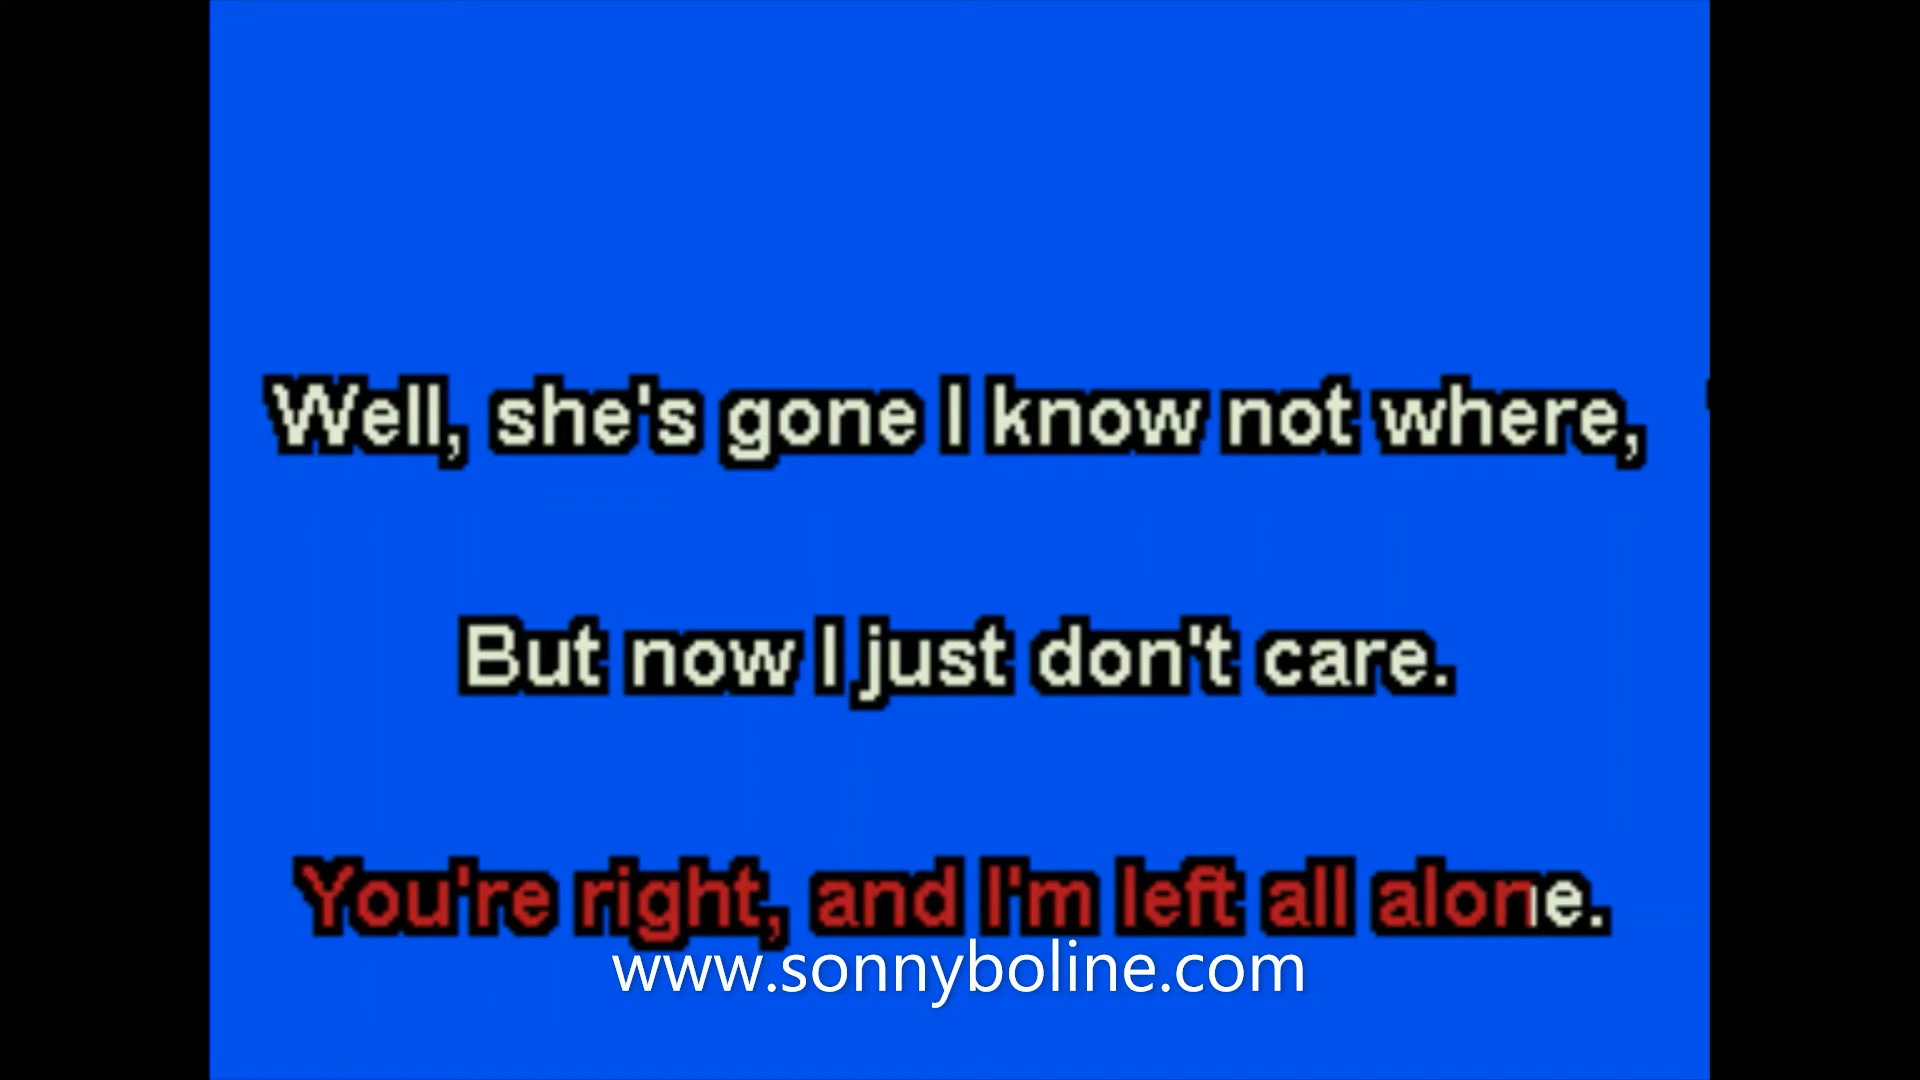 Well, she's gone I know not where,
But now I just don't care.
You're right, and I'm left all alone.
www.sonnyboline.com